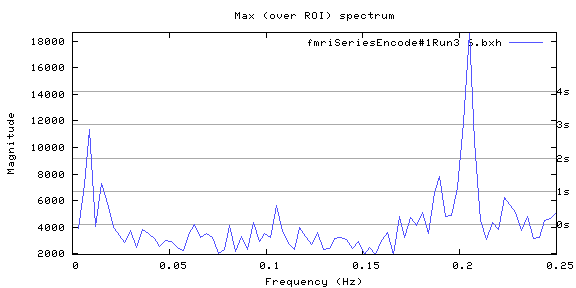 Max (over ROI) spectrum
fmriSeriesEncode#1Run3 S.bxh
18000
16000
14000
12000
10000
8000
6000
4000
2000
Magnitude
4s
3s
2s
1s
0s
0 0.05 0.1 0.15 0.2 0.25
Frequency (Hz)